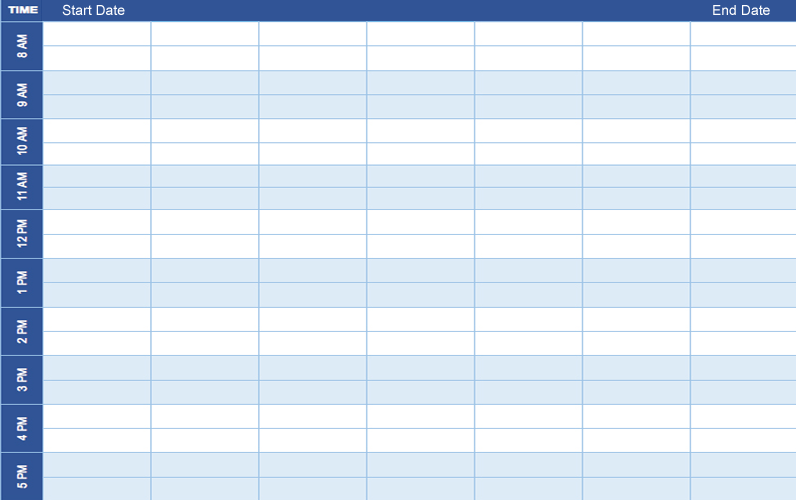 TIME Start Date End Date
8 AM
9 AM
10 AM
11 AM
12 PM
1 PM
2 PM
3 PM
4 PM
5 PM